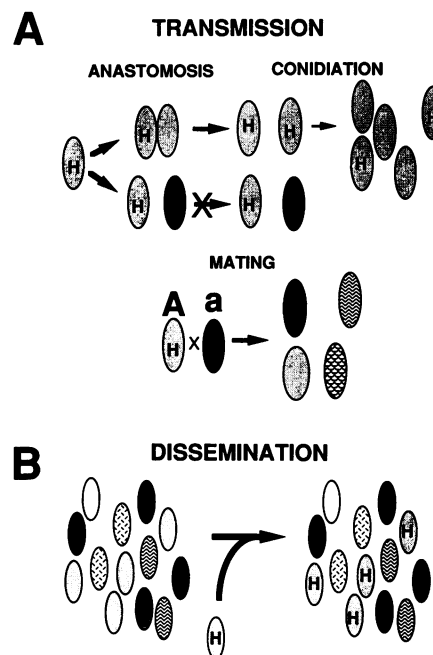 A TRANSMISSION
ANASTOMOSIS CONIDIATION
H H H H H
H H H
MATING
A a
H x
B DISSEMINATION
H
H H
H
H